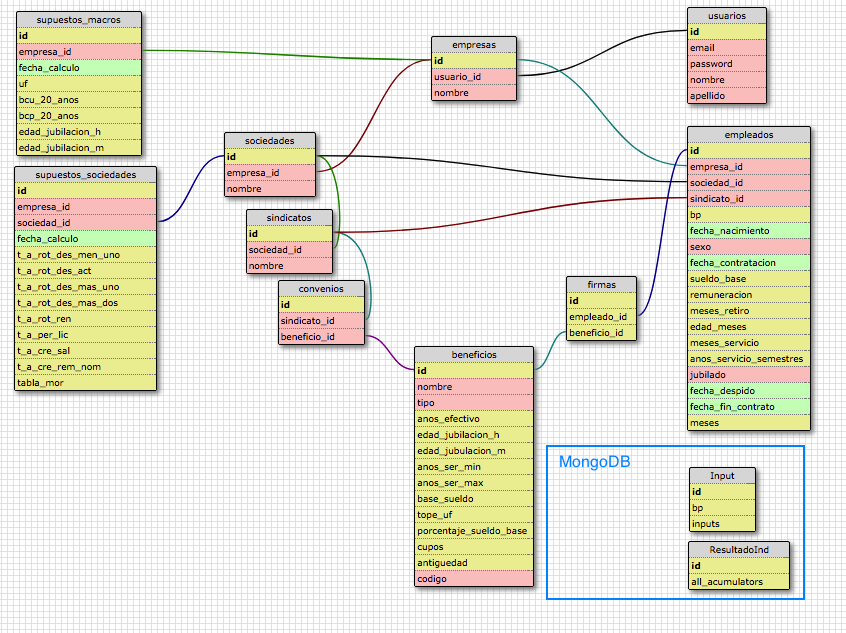 supuestos_macros
id
empresa_id
fecha_calculo
uf
bcu_20_anos
bcp_20_anos
edad_jubilacion_h
edad_jubilacion_m
supuestos_sociedades
id
empresa_id
sociedad_id
fecha_calculo
t_a_rot_des_men_uno
t_a_rot_des_act
t_a_rot_des_mas_uno
t_a_rot_des_mas_dos
t_a_rot_ren
t_a_per_lic
t_a_cre_sal
t_a_cre_rem_nom
tabla_mor
sociedades
id
empresa_id
nombre
sindicatos
id
sociedad_id
nombre
convenios
id
sindicato_id
beneficio_id
empresas
id
usuario_id
nombre
beneficios
id
nombre
tipo
anos_efectivo
edad_jubilacion_h
edad_jubulacion_m
anos_ser_min
anos_ser_max
base_sueldo
tope_uf
porcentaje_sueldo_base
cupos
antiguedad
codigo
firmas
id
empleado_id
beneficio_id
usuarios
id
email
password
nombre
apellido
empleados
id
empresa_id
sociedad_id
sindicato_id
bp
fecha_nacimiento
sexo
fecha_contratacion
sueldo_base
remuneracion
meses_retiro
edad_meses
meses_servicio
anos_servicio_semestres
jubilado
fecha_despido
fecha_fin_contrato
meses
MongoDB
Input
id
bp
inputs
ResultadoInd
id
all_acumulators